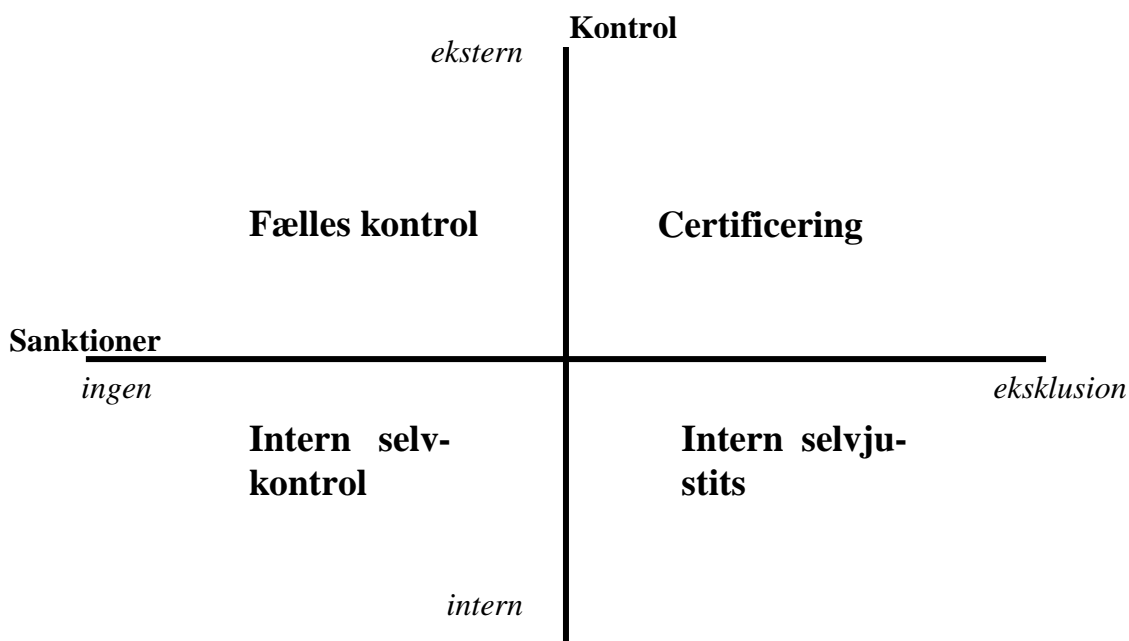 Kontrol
ekstern
Fælles kontrol
Certificering
Sanktioner
ingen
eksklusion
Intern selv-
kontrol
Intern selvju-
stits
intern